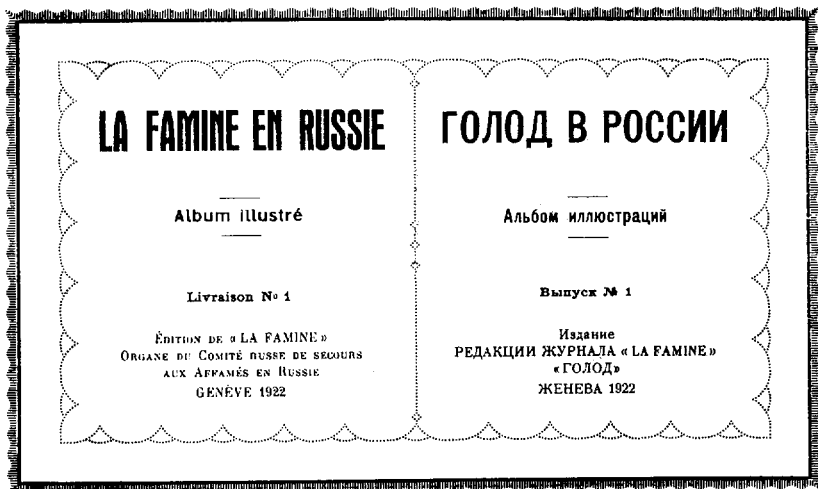 LA FAMINE EN RUSSIE
Album illustré
Livraison No 1
ÉDITION DE « LA FAMINE »
ORGANE DU COMITÉ RUSSE DE SECOURS
AUX AFFAMÉS EN RUSSIE
GENÈVE 1922
ГОЛОД В РОССИИ
Альбом иллюстраций
Выпуск № 1
Издание
РЕДАКЦИИ ЖУРНАЛА « LA FAMINE »
«ГОЛОД»
ЖЕНЕВА 1922